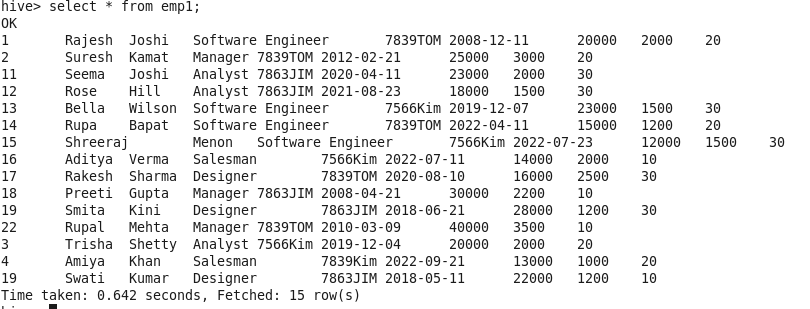 hive> select * from emp1;
OK
1 Rajesh Joshi Software Engineer 7839TOM 2008-12-11 20000 2000 20
2 Suresh Kamat Manager 7839TOM 2012-02-21 25000 3000 20
11 Seema Joshi Analyst 7863JIM 2020-04-11 23000 2000 30
12 Rose Hill Analyst 7863JIM 2021-08-23 18000 1500 30
13 Bella Wilson Software Engineer 7566Kim 2019-12-07 23000 1500 30
14 Rupa Bapat Software Engineer 7839TOM 2022-04-11 15000 1200 20
15 Shreeraj Menon Software Engineer 7566Kim 2022-07-23 12000 1500 30
16 Aditya Verma Salesman 7566Kim 2022-07-11 14000 2000 10
17 Rakesh Sharma Designer 7839TOM 2020-08-10 16000 2500 30
18 Preeti Gupta Manager 7863JIM 2008-04-21 30000 2200 10
19 Smita Kini Designer 7863JIM 2018-06-21 28000 1200 30
22 Rupal Mehta Manager 7839TOM 2010-03-09 40000 3500 10
3 Trisha Shetty Analyst 7566Kim 2019-12-04 20000 2000 20
4 Amiya Khan Salesman 7839Kim 2022-09-21 13000 1000 20
19 Swati Kumar Designer 7863JIM 2018-05-11 22000 1200 10
Time taken: 0.642 seconds, Fetched: 15 row(s)